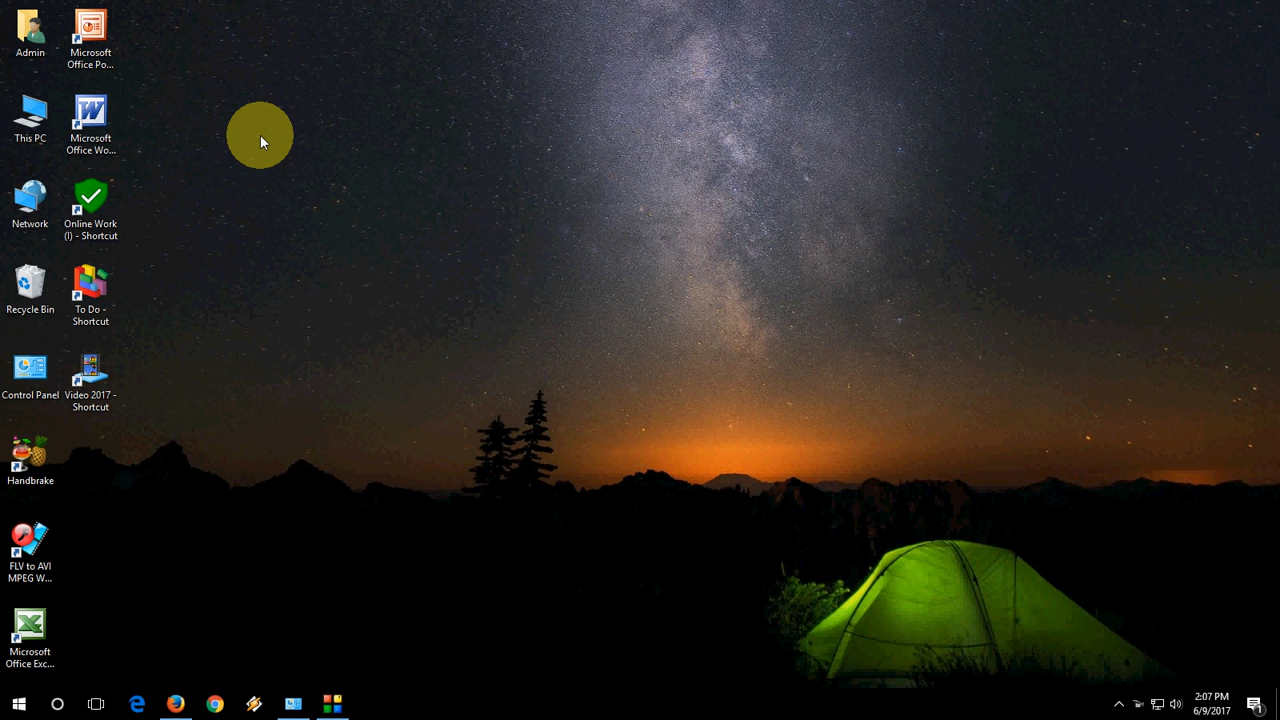 Admin
Microsoft
Office Po...
This PC
Microsoft
Office Wo...
Network
Online Work
(I) - Shortcut
Recycle Bin
To Do -
Shortcut
Control Panel
Video 2017 -
Shortcut
Handbrake
FLV to AVI
MPEG W...
Microsoft
Office Exc...
2:07 PM
6/9/2017
1